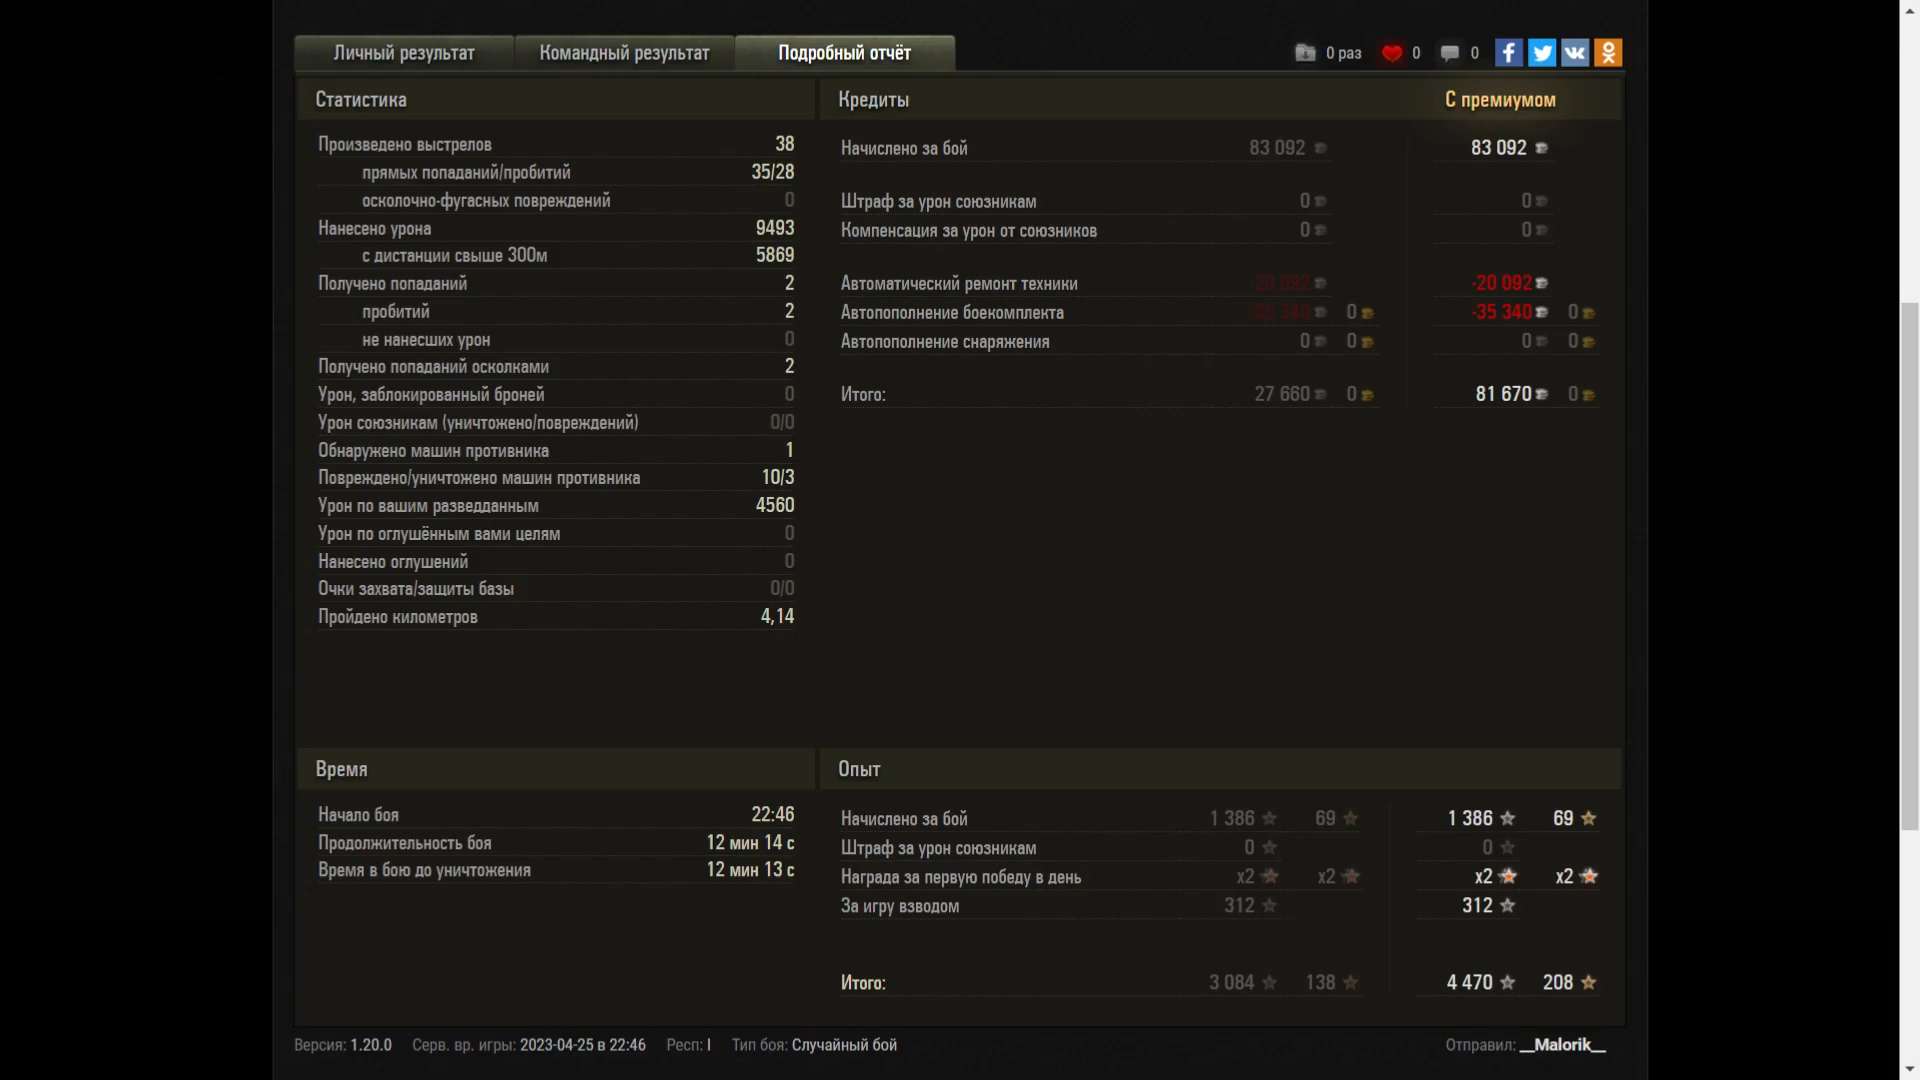 Личный результат Командный результат Подробный отчёт 0 раз 0 0
Статистика
Произведено выстрелов 38
прямых попаданий/пробитий 35/28
осколочно-фугасных повреждений 0
Нанесено урона 9493
с дистанции свыше 300м 5869
Получено попаданий 2
пробитий 2
не нанесших урон 0
Получено попаданий осколками 2
Урон, заблокированный броней 0
Урон союзникам (уничтожено/повреждений) 0/0
Обнаружено машин противника 1
Повреждено/уничтожено машин противника 10/3
Урон по вашим разведданным 4560
Урон по оглушённым вами целям 0
Нанесено оглушений 0
Очки захвата/защиты базы 0/0
Пройдено километров 4,14
Кредиты С премиумом
Начислено за бой 83 092 83 092
Штраф за урон союзникам 0 0
Компенсация за урон от союзников 0 0
Автоматический ремонт техники -20 092 -20 092
Автопополнение боекомплекта -35 340 0 -35 340 0
Автопополнение снаряжения 0 0 0 0
Итого: 27 660 0 81 670 0
Время
Начало боя 22:46
Продолжительность боя 12 мин 14 с
Время в бою до уничтожения 12 мин 13 с
Опыт
Начислено за бой 1 386 69 1 386 69
Штраф за урон союзникам 0 0
Награда за первую победу в день x2 x2 x2 x2
За игру взводом 312 312
Итого: 3 084 138 4 470 208
Версия: 1.20.0 Серв. вр. игры: 2023-04-25 в 22:46 Респ: I Тип боя: Случайный бой Отправил: __Malorik__